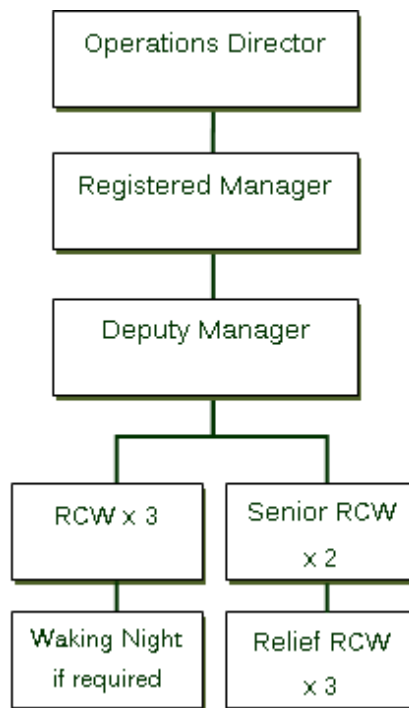 Operations Director
Registered Manager
Deputy Manager
RCW x 3
Senior RCW
x 2
Waking Night
if required
Relief RCW
x 3